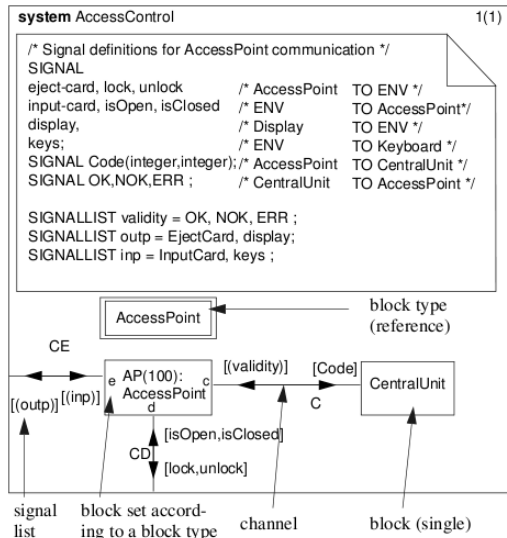 system AccessControl 1(1)
/* Signal definitions for AccessPoint communication */
SIGNAL
eject-card, lock, unlock /* AccessPoint TO ENV */
input-card, isOpen, isClosed /* ENV TO AccessPoint*/
display, /* Display TO ENV */
keys; /* ENV TO Keyboard */
SIGNAL Code(integer,integer); /* AccessPoint TO CentralUnit */
SIGNAL OK,NOK,ERR ; /* CentralUnit TO AccessPoint */
SIGNALLIST validity = OK, NOK, ERR ;
SIGNALLIST outp = EjectCard, display;
SIGNALLIST inp = InputCard, keys ;
AccessPoint
block type
(reference)
CE
[(outp)]
[(inp)]
e AP(100): c
AccessPoint
d
[(validity)]
[Code]
C
CentralUnit
[isOpen,isClosed]
CD
[lock,unlock]
signal
list
block set accord-
ing to a block type
channel
block (single)